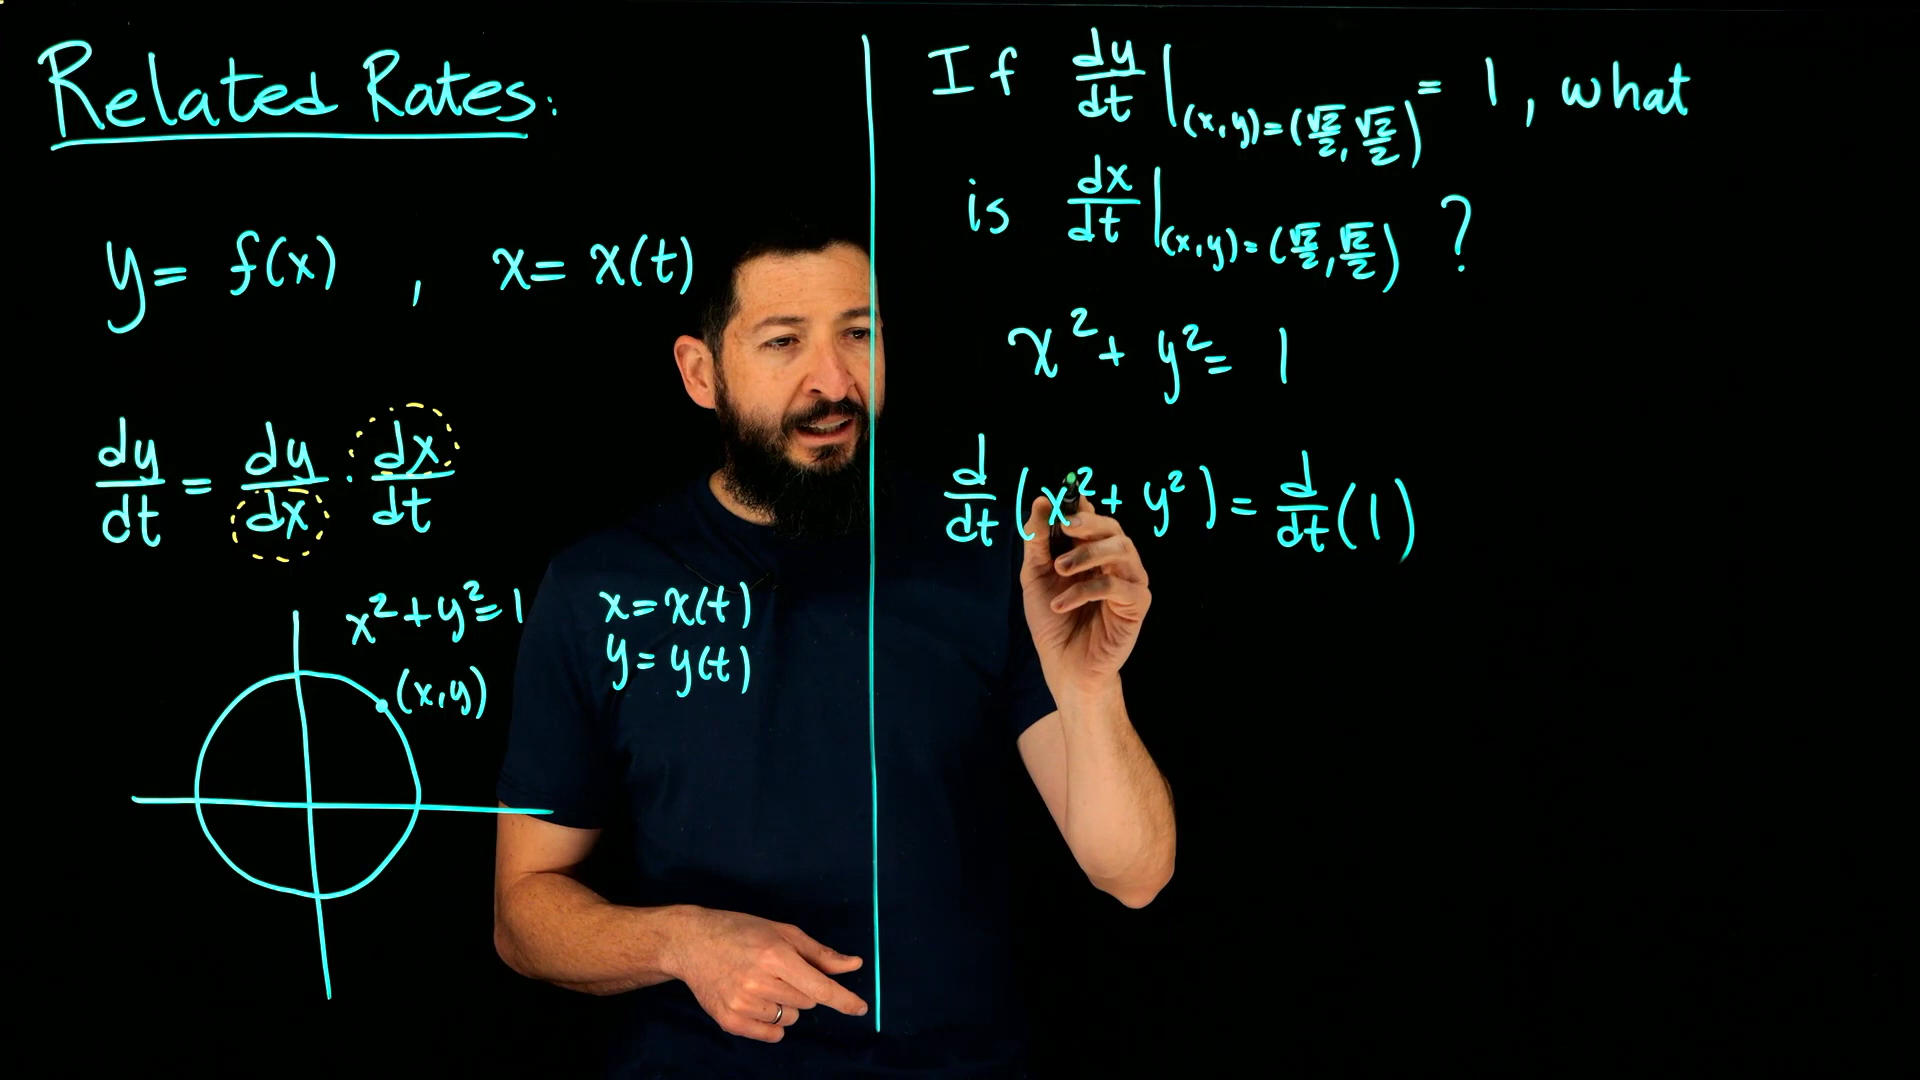 Related Rates:
y = f(x) , x = x(t)
dy/dt = dy/dx · dx/dt
x² + y² = 1
(x,y)
x = x(t)
y = y(t)
If dy/dt |(x,y)=(√2/2, √2/2) = 1, what
is dx/dt |(x,y)=(√2/2, √2/2) ?
x² + y² = 1
d/dt (x² + y²) = d/dt (1)